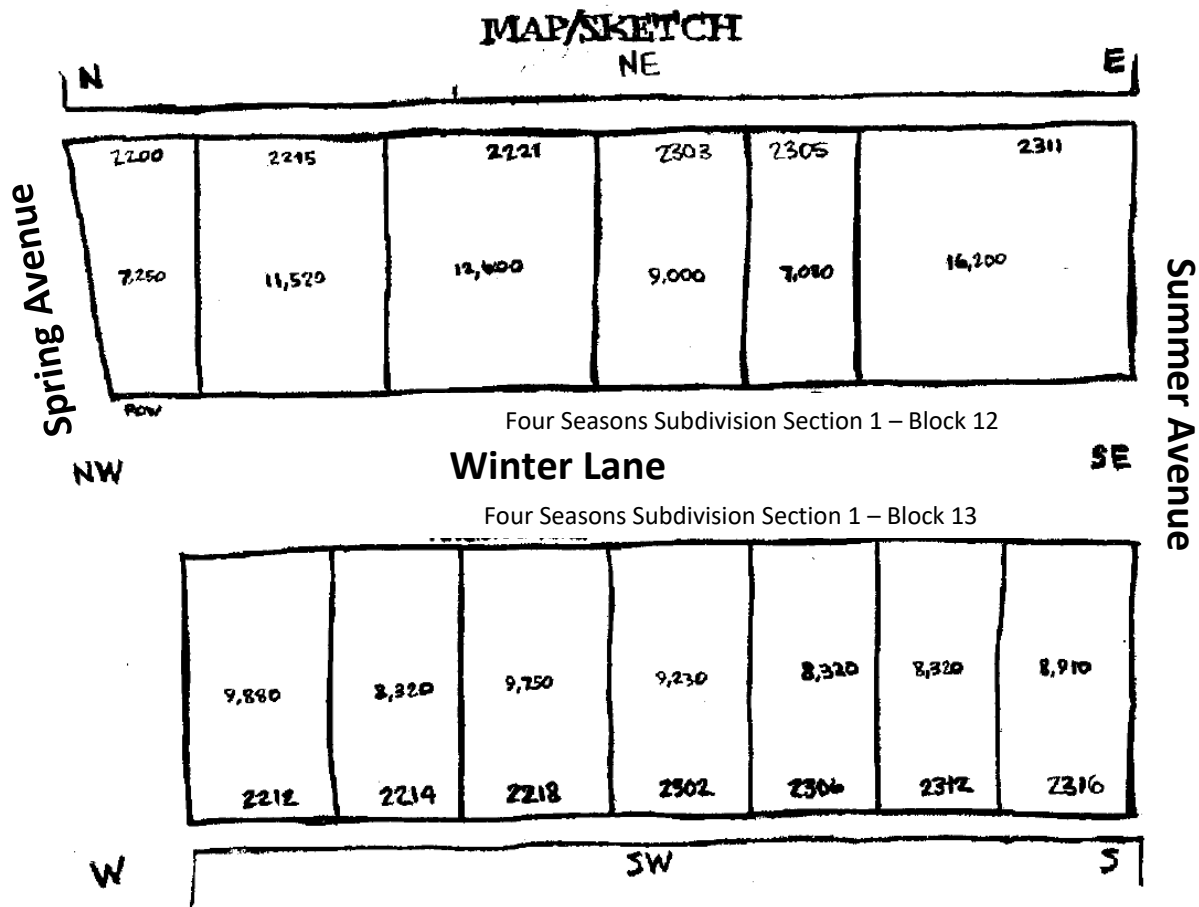 MAP/SKETCH
N NE E
2200 2215 2221 2303 2305 2311
7,250 11,520 12,600 9,000 7,080 16,200
ROW
Spring Avenue
Summer Avenue
Four Seasons Subdivision Section 1 – Block 12
NW Winter Lane SE
Four Seasons Subdivision Section 1 – Block 13
9,880 8,320 9,750 9,230 8,320 8,320 8,910
2212 2214 2218 2302 2306 2312 2316
W SW S